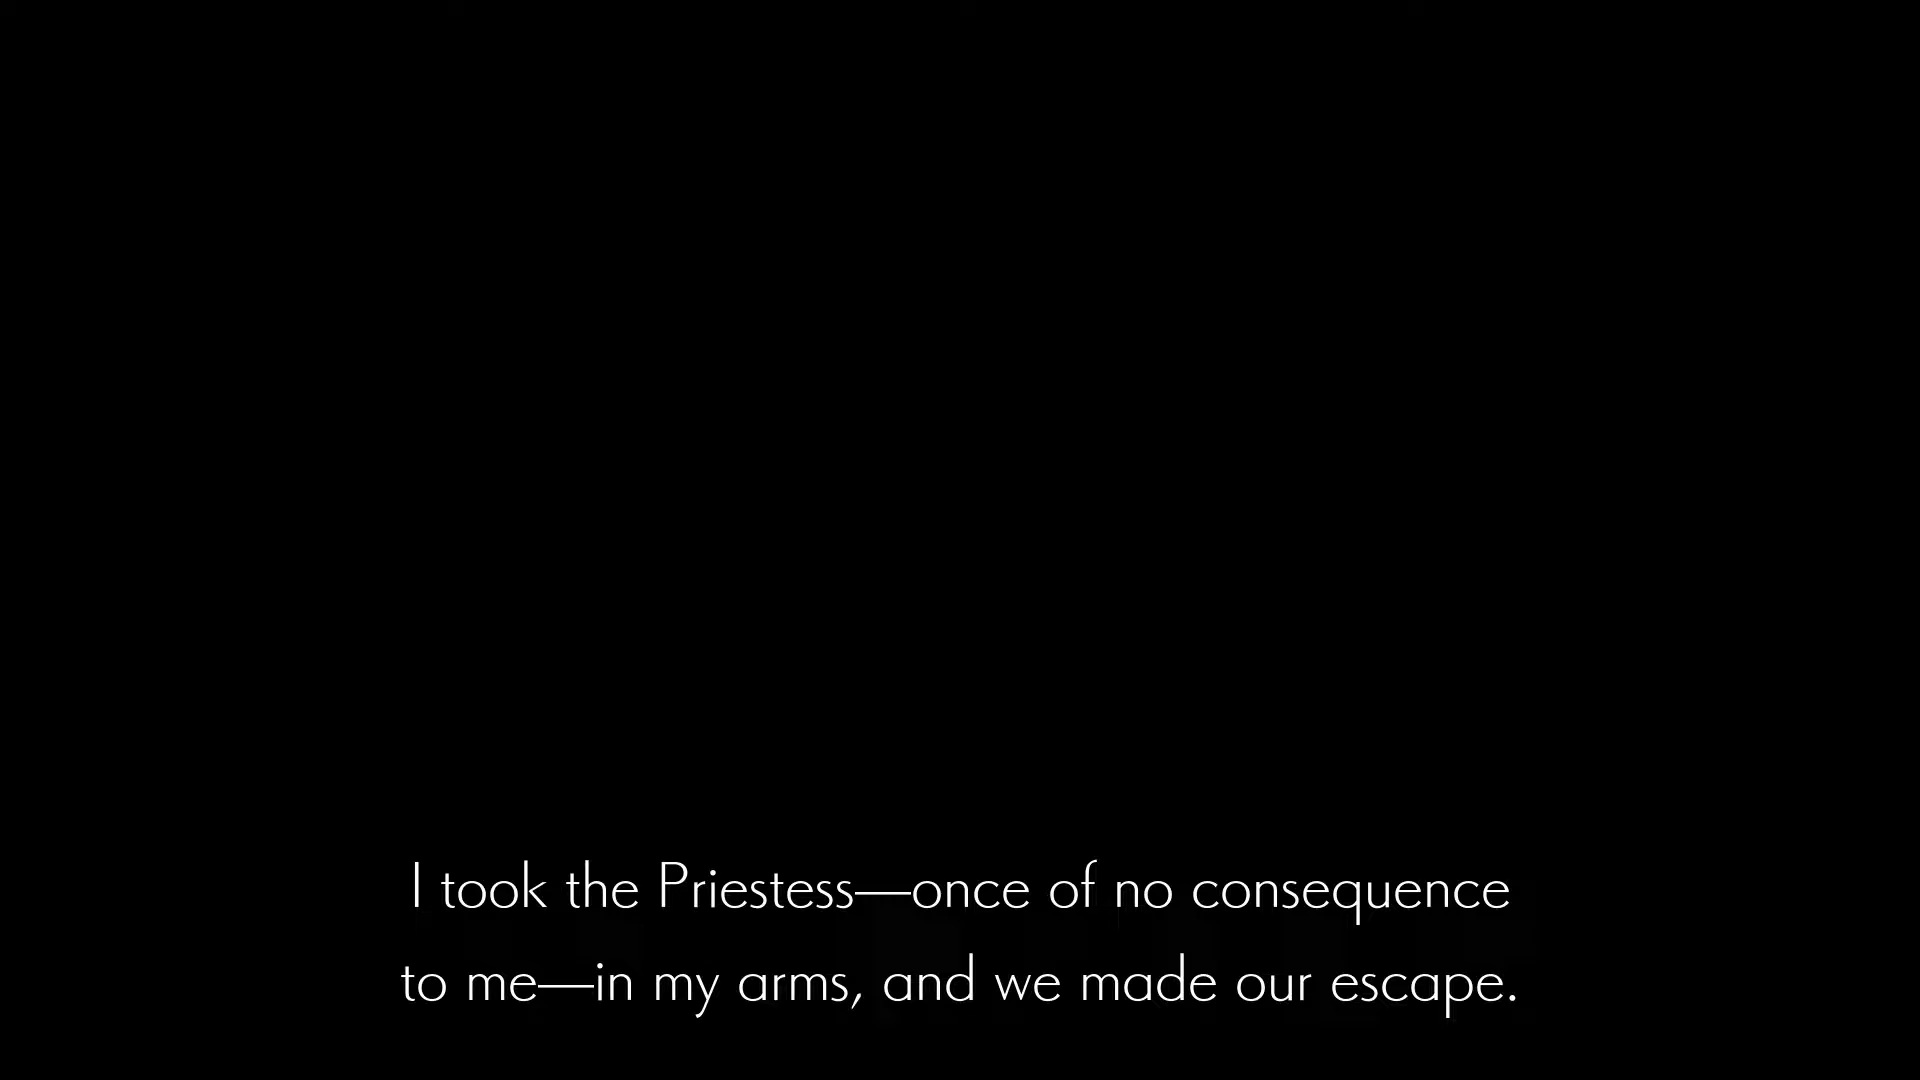 I took the Priestess—once of no consequence
to me—in my arms, and we made our escape.